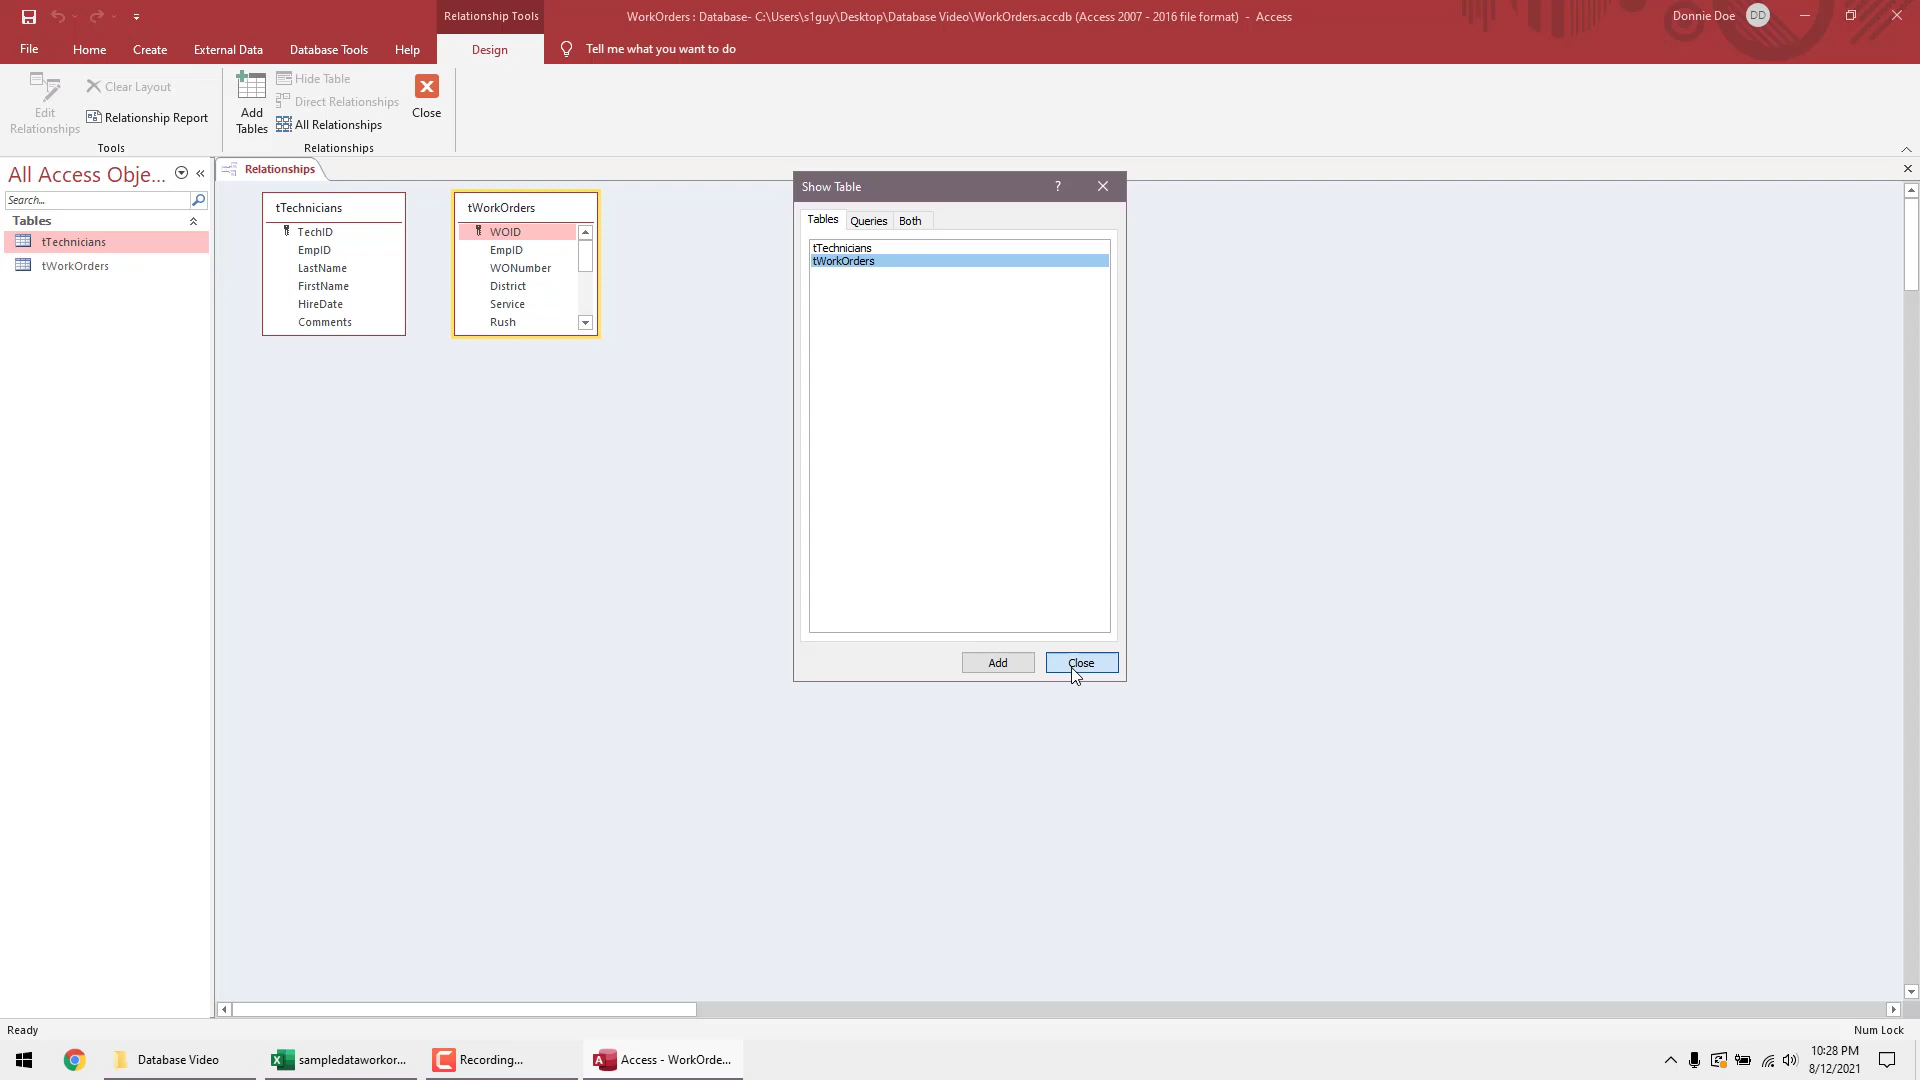 Relationship Tools
WorkOrders : Database- C:\Users\s1guy\Desktop\Database Video\WorkOrders.accdb (Access 2007 - 2016 file format) - Access
Donnie Doe DD
File Home Create External Data Database Tools Help Design Tell me what you want to do
Edit Relationships
Clear Layout
Relationship Report
Tools
Add Tables
Hide Table
Direct Relationships
All Relationships
Close
Relationships
All Access Obje...
Search...
Tables
tTechnicians
tWorkOrders
Relationships
tTechnicians
TechID
EmpID
LastName
FirstName
HireDate
Comments
tWorkOrders
WOID
EmpID
WONumber
District
Service
Rush
Show Table ?
Tables Queries Both
tTechnicians
tWorkOrders
Add Close
Ready
Num Lock
Database Video
sampledataworkor...
Recording...
Access - WorkOrde...
10:28 PM
8/12/2021